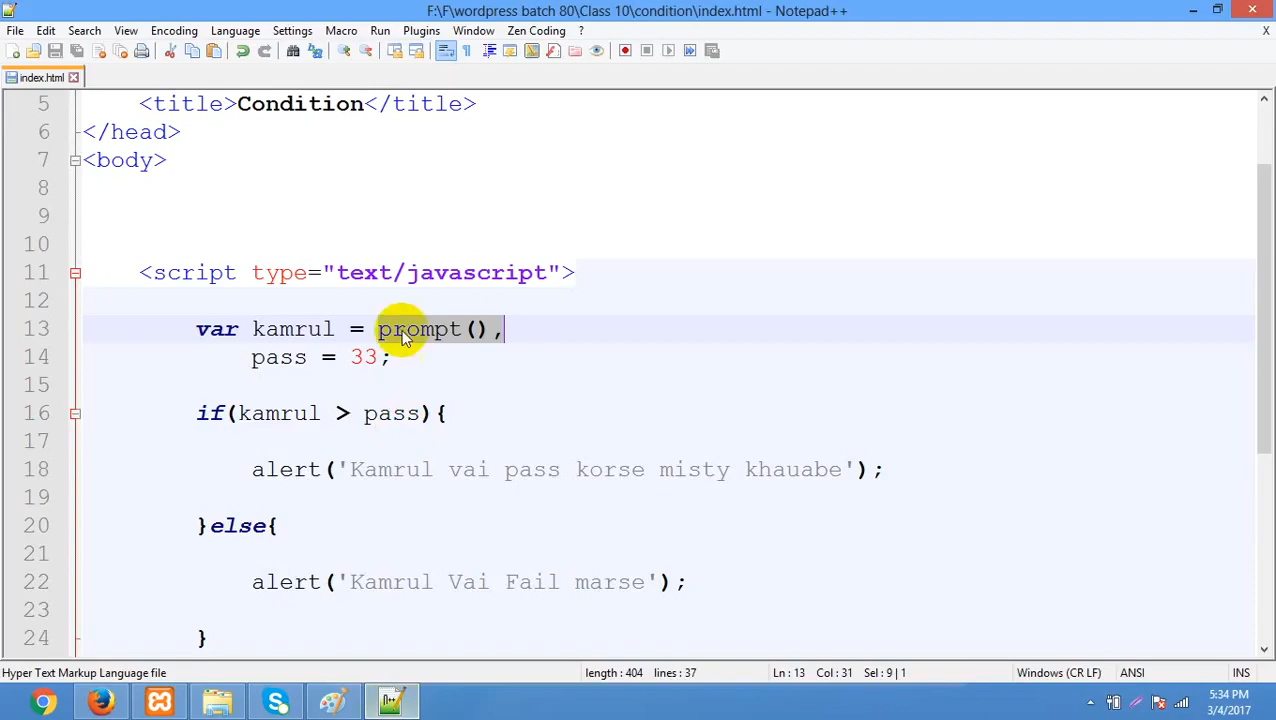 F:\F\wordpress batch 80\Class 10\condition\index.html - Notepad++
File Edit Search View Encoding Language Settings Macro Run Plugins Window Zen Coding ? X
index.html
5 <title>Condition</title>
6 </head>
7 <body>
8
9
10
11 <script type="text/javascript">
12
13 var kamrul = prompt(),
14 pass = 33;
15
16 if(kamrul > pass){
17
18 alert('Kamrul vai pass korse misty khauabe');
19
20 }else{
21
22 alert('Kamrul Vai Fail marse');
23
24 }
Hyper Text Markup Language file length : 404 lines : 37 Ln : 13 Col : 31 Sel : 9 | 1 Windows (CR LF) ANSI INS
5:34 PM
3/4/2017